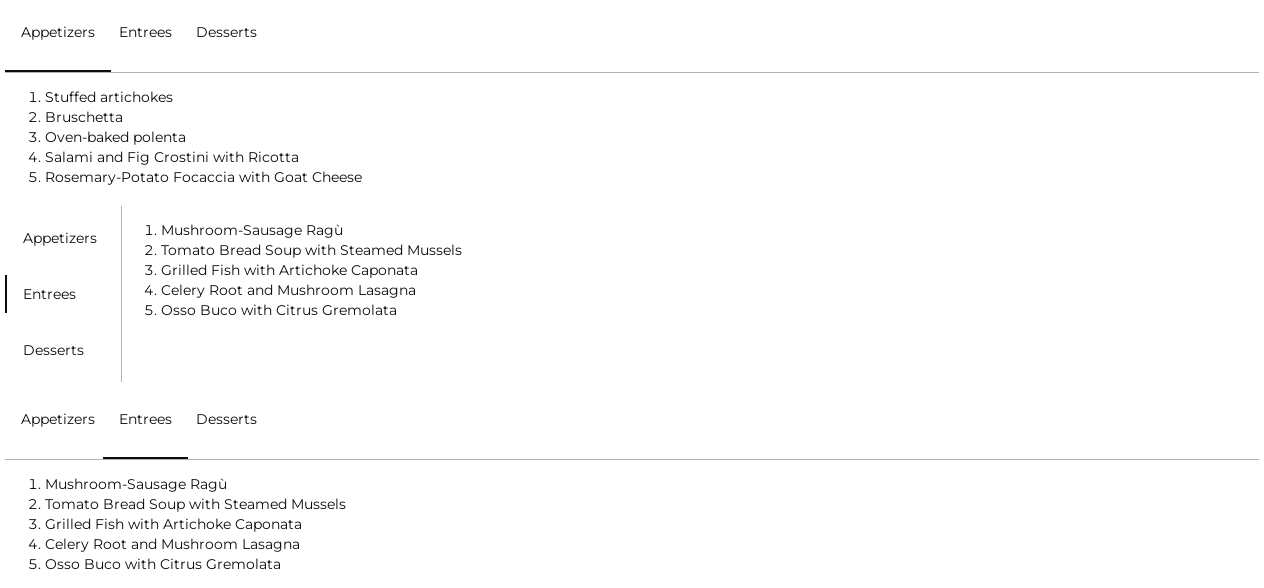 Appetizers Entrees Desserts
1. Stuffed artichokes
2. Bruschetta
3. Oven-baked polenta
4. Salami and Fig Crostini with Ricotta
5. Rosemary-Potato Focaccia with Goat Cheese
Appetizers
Entrees
Desserts
1. Mushroom-Sausage Ragù
2. Tomato Bread Soup with Steamed Mussels
3. Grilled Fish with Artichoke Caponata
4. Celery Root and Mushroom Lasagna
5. Osso Buco with Citrus Gremolata
Appetizers Entrees Desserts
1. Mushroom-Sausage Ragù
2. Tomato Bread Soup with Steamed Mussels
3. Grilled Fish with Artichoke Caponata
4. Celery Root and Mushroom Lasagna
5. Osso Buco with Citrus Gremolata